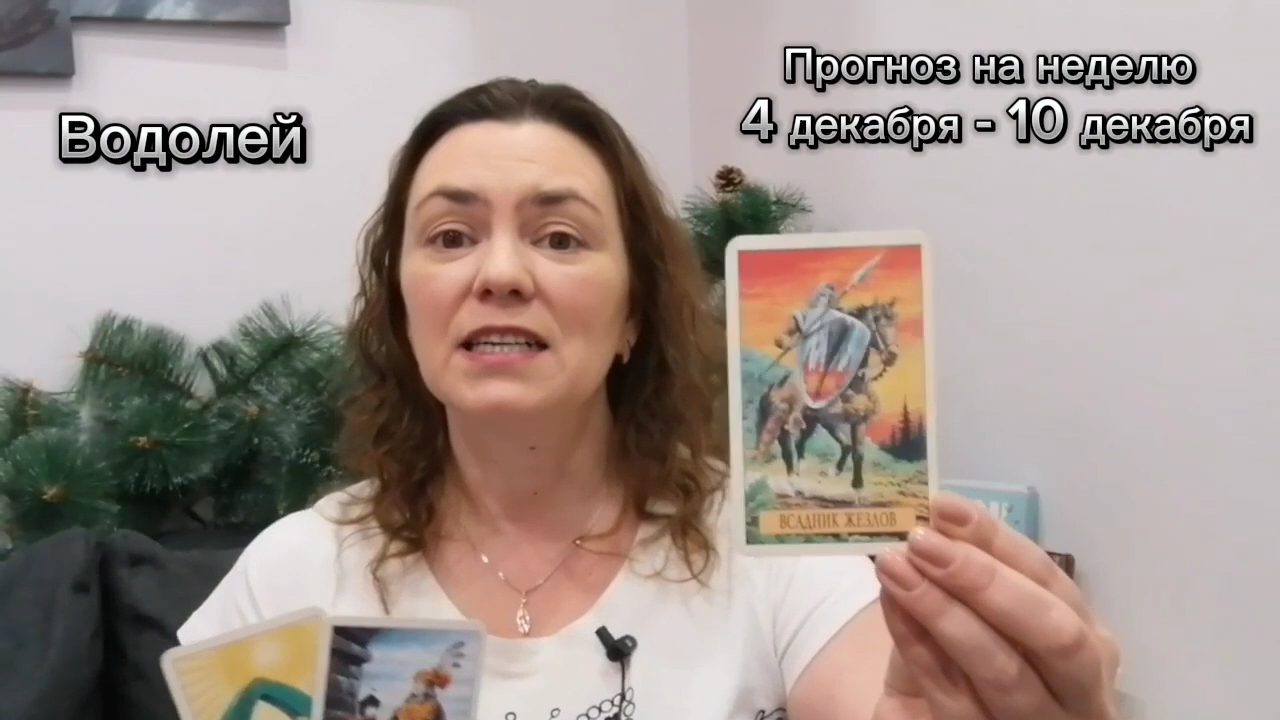 Водолей
Прогноз на неделю
4 декабря - 10 декабря
ВСАДНИК ЖЕЗЛОВ